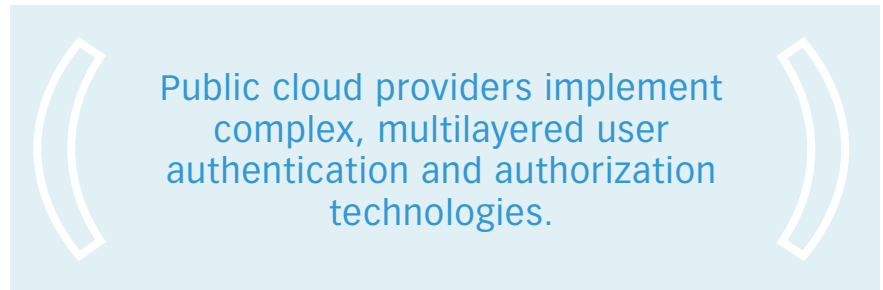 Public cloud providers implement
complex, multilayered user
authentication and authorization
technologies.